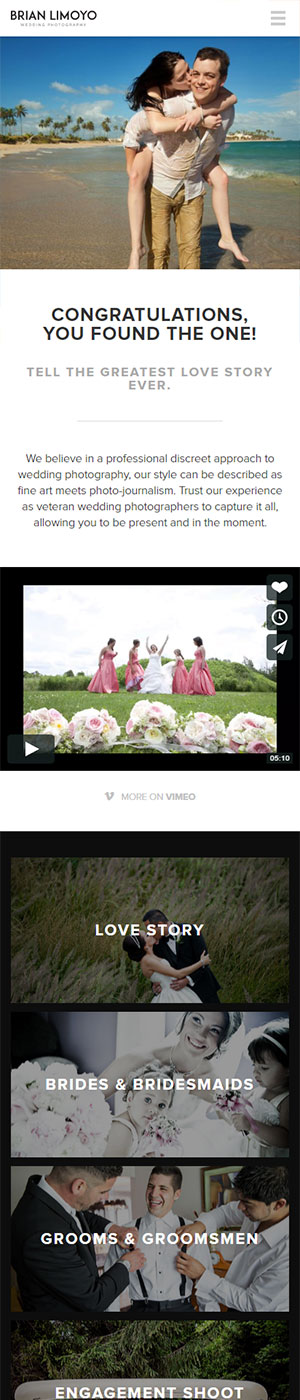 BRIAN LIMOYO
WEDDING PHOTOGRAPHY
CONGRATULATIONS,
YOU FOUND THE ONE!
TELL THE GREATEST LOVE STORY
EVER.
We believe in a professional discreet approach to
wedding photography, our style can be described as
fine art meets photo-journalism. Trust our experience
as veteran wedding photographers to capture it all,
allowing you to be present and in the moment.
05:10
MORE ON VIMEO
LOVE STORY
BRIDES & BRIDESMAIDS
GROOMS & GROOMSMEN
ENGAGEMENT SHOOT